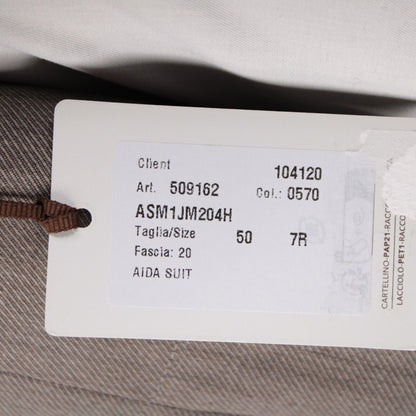 Client 104120
Art. 509162 Col.: 0570
ASM1JM204H
Taglia/Size 50 7R
Fascia: 20
AIDA SUIT
CARTELLINO-PAP21-RACCO
LACCIOLO-PET1-RACCO